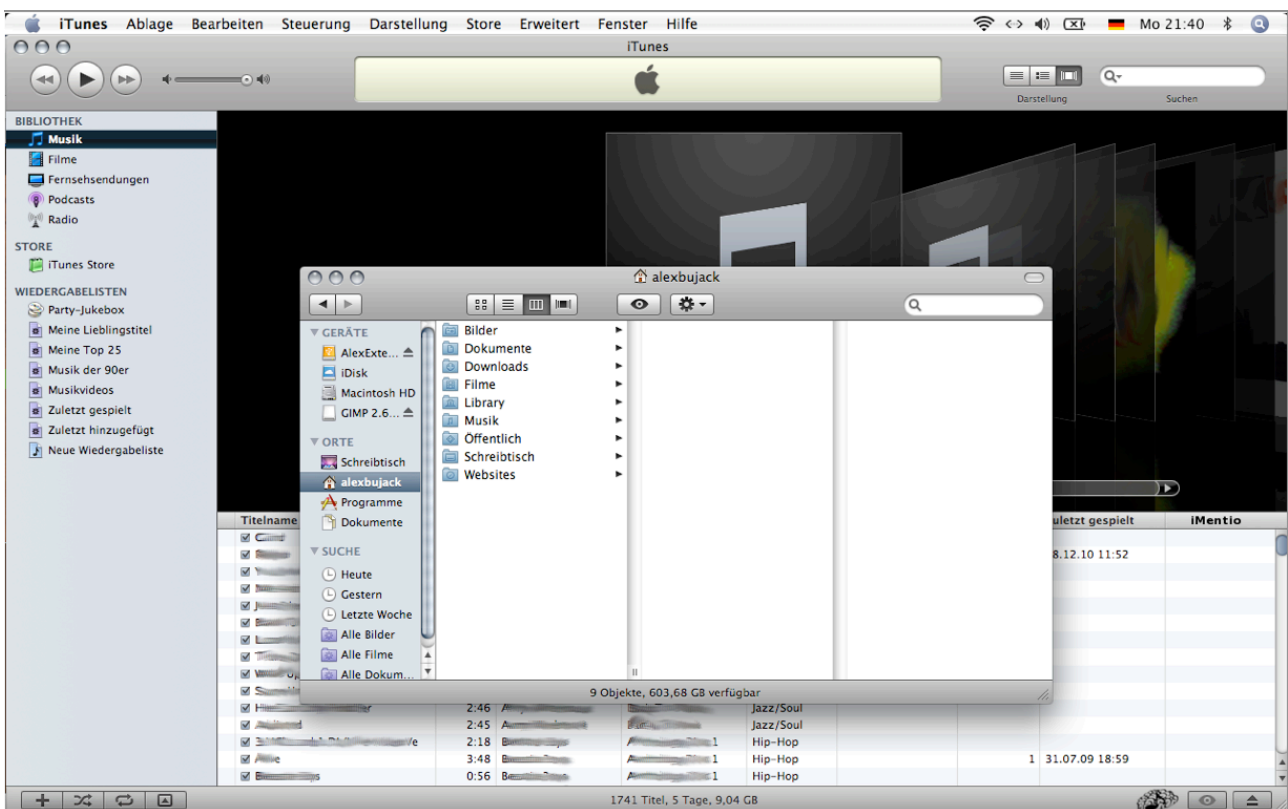 iTunes Ablage Bearbeiten Steuerung Darstellung Store Erweitert Fenster Hilfe Mo 21:40
iTunes
Darstellung Suchen
BIBLIOTHEK
Musik
Filme
Fernsehsendungen
Podcasts
Radio
STORE
iTunes Store
WIEDERGABELISTEN
Party-Jukebox
Meine Lieblingstitel
Meine Top 25
Musik der 90er
Musikvideos
Zuletzt gespielt
Zuletzt hinzugefügt
Neue Wiedergabeliste
alexbujack
GERÄTE
AlexExte...
iDisk
Macintosh HD
GIMP 2.6...
ORTE
Schreibtisch
alexbujack
Programme
Dokumente
SUCHE
Heute
Gestern
Letzte Woche
Alle Bilder
Alle Filme
Alle Dokum...
Bilder
Dokumente
Downloads
Filme
Library
Musik
Öffentlich
Schreibtisch
Websites
9 Objekte, 603,68 GB verfügbar
Titelname uletzt gespielt iMentio
8.12.10 11:52
2:46 Jazz/Soul
2:45 Jazz/Soul
2:18 1 Hip-Hop
3:48 1 Hip-Hop 1 31.07.09 18:59
0:56 1 Hip-Hop
1741 Titel, 5 Tage, 9,04 GB